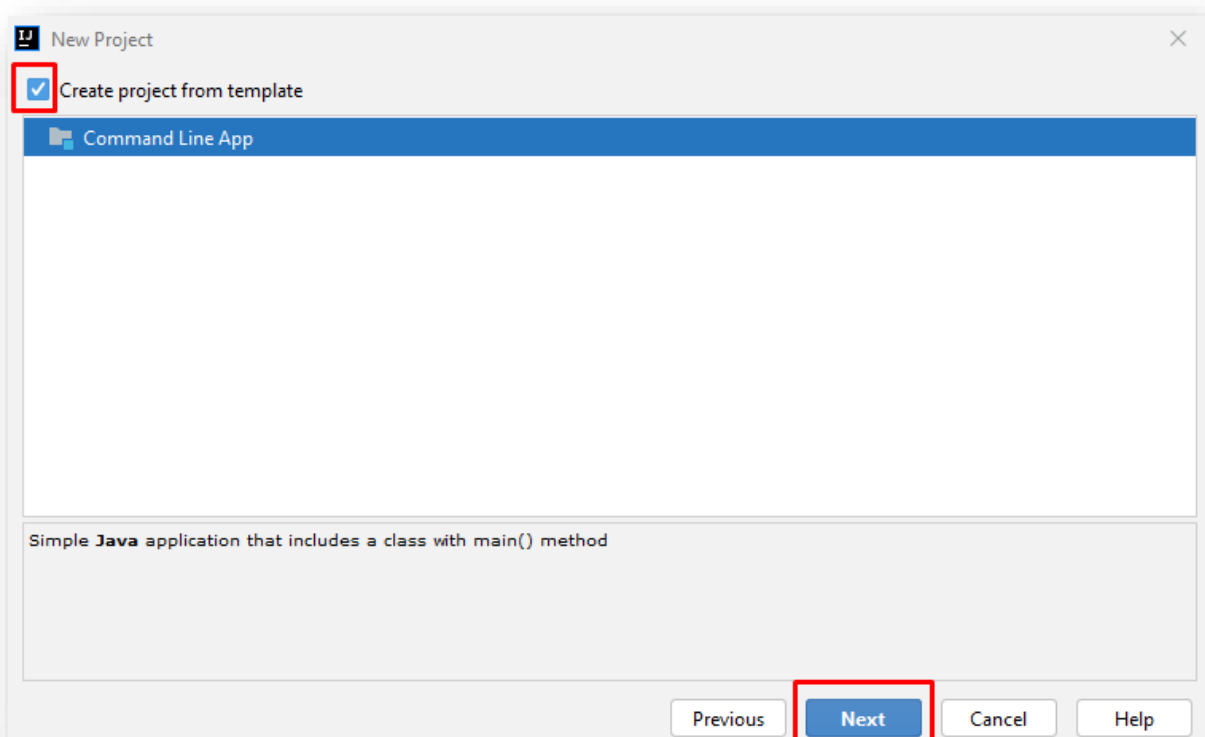 IJ New Project
Create project from template
Command Line App
Simple Java application that includes a class with main() method
Previous Next Cancel Help